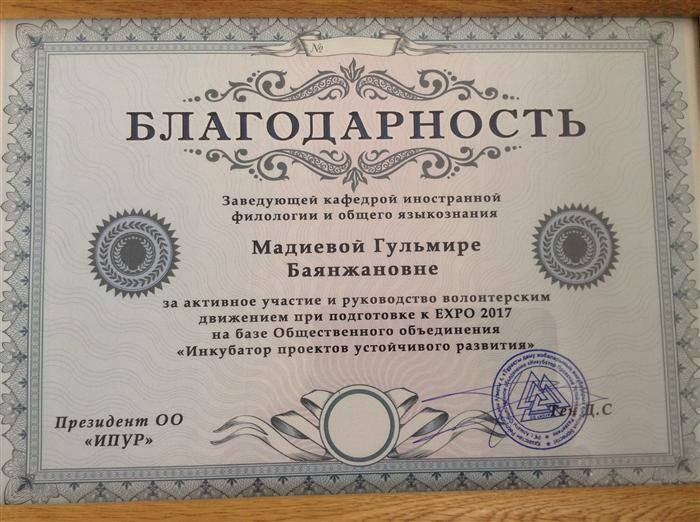 №
БЛАГОДАРНОСТЬ
Заведующей кафедрой иностранной
филологии и общего языкознания
Мадиевой Гульмире
Баянжановне
за активное участие и руководство волонтерским
движением при подготовке к EXPO 2017
на базе Общественного объединения
«Инкубатор проектов устойчивого развития»
Президент ОО
«ИПУР»
Тен Д.С